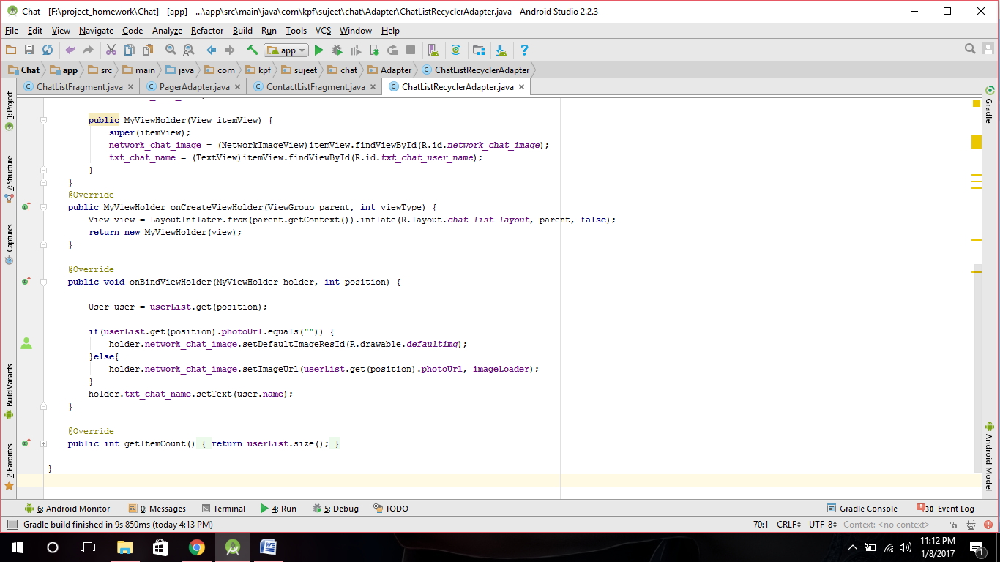 Chat - [F:\project_homework\Chat] - [app] - ...\app\src\main\java\com\kpf\sujeet\chat\Adapter\ChatListRecyclerAdapter.java - Android Studio 2.2.3
File Edit View Navigate Code Analyze Refactor Build Run Tools VCS Window Help
app
Chat app src main java com kpf sujeet chat Adapter ChatListRecyclerAdapter
ChatListFragment.java PagerAdapter.java ContactListFragment.java ChatListRecyclerAdapter.java
1: Project
7: Structure
Captures
Build Variants
2: Favorites
public MyViewHolder(View itemView) {
super(itemView);
network_chat_image = (NetworkImageView)itemView.findViewById(R.id.network_chat_image);
txt_chat_name = (TextView)itemView.findViewById(R.id.txt_chat_user_name);
}
}
@Override
public MyViewHolder onCreateViewHolder(ViewGroup parent, int viewType) {
View view = LayoutInflater.from(parent.getContext()).inflate(R.layout.chat_list_layout, parent, false);
return new MyViewHolder(view);
}
@Override
public void onBindViewHolder(MyViewHolder holder, int position) {
User user = userList.get(position);
if(userList.get(position).photoUrl.equals("")) {
holder.network_chat_image.setDefaultImageResId(R.drawable.defaultimg);
}else{
holder.network_chat_image.setImageUrl(userList.get(position).photoUrl, imageLoader);
}
holder.txt_chat_name.setText(user.name);
}
@Override
public int getItemCount() { return userList.size(); }
}
Gradle
Android Model
6: Android Monitor 0: Messages Terminal 4: Run 5: Debug TODO Gradle Console 30 Event Log
Gradle build finished in 9s 850ms (today 4:13 PM) 70:1 CRLF UTF-8 Context: <no context>
11:12 PM
1/8/2017
1